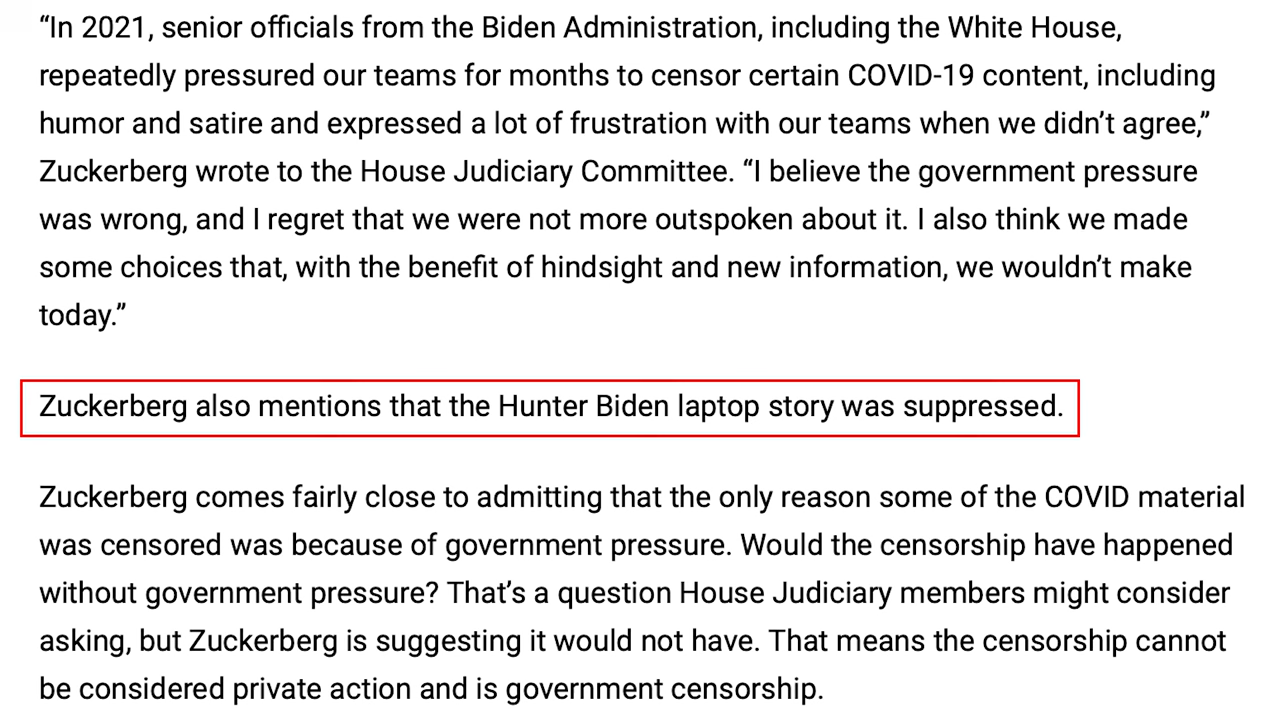 “In 2021, senior officials from the Biden Administration, including the White House,
repeatedly pressured our teams for months to censor certain COVID-19 content, including
humor and satire and expressed a lot of frustration with our teams when we didn’t agree,”
Zuckerberg wrote to the House Judiciary Committee. “I believe the government pressure
was wrong, and I regret that we were not more outspoken about it. I also think we made
some choices that, with the benefit of hindsight and new information, we wouldn’t make
today.”
Zuckerberg also mentions that the Hunter Biden laptop story was suppressed.
Zuckerberg comes fairly close to admitting that the only reason some of the COVID material
was censored was because of government pressure. Would the censorship have happened
without government pressure? That’s a question House Judiciary members might consider
asking, but Zuckerberg is suggesting it would not have. That means the censorship cannot
be considered private action and is government censorship.